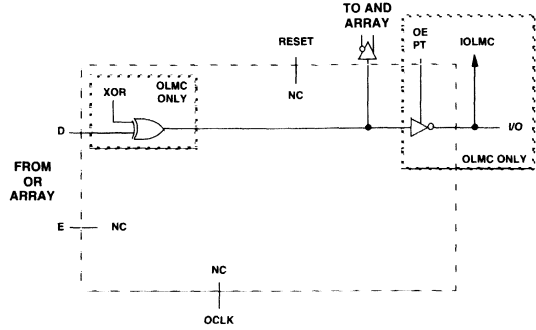 TO AND
ARRAY
RESET
OE
PT
IOLMC
XOR
OLMC
ONLY
NC
D
I/O
OLMC ONLY
FROM
OR
ARRAY
E
NC
NC
OCLK